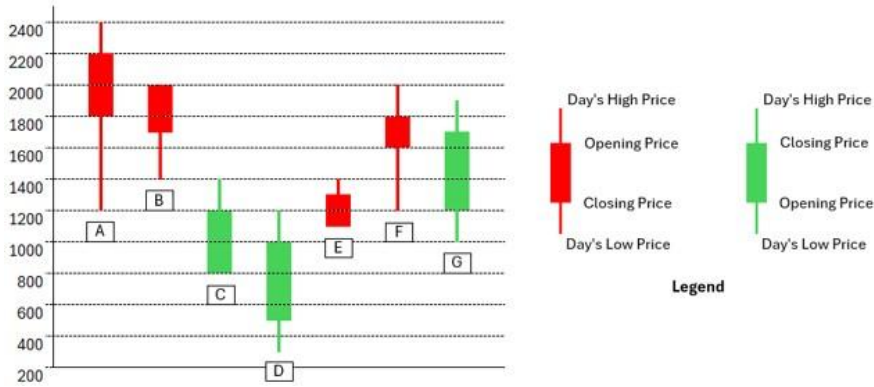 2400
2200
2000
1800
1600
1400
1200
1000
800
600
400
200
A
B
C
D
E
F
G
Day's High Price
Opening Price
Closing Price
Day's Low Price
Day's High Price
Closing Price
Opening Price
Day's Low Price
Legend